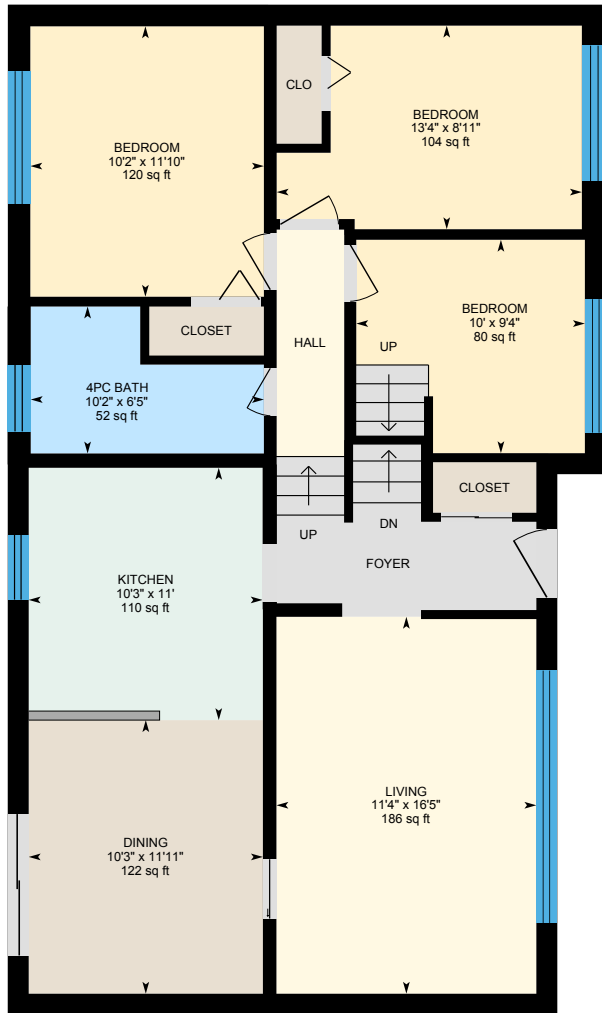 CLO
BEDROOM
10'2" x 11'10"
120 sq ft
BEDROOM
13'4" x 8'11"
104 sq ft
BEDROOM
10' x 9'4"
80 sq ft
CLOSET
HALL
UP
4PC BATH
10'2" x 6'5"
52 sq ft
CLOSET
UP
DN
FOYER
KITCHEN
10'3" x 11'
110 sq ft
LIVING
11'4" x 16'5"
186 sq ft
DINING
10'3" x 11'11"
122 sq ft